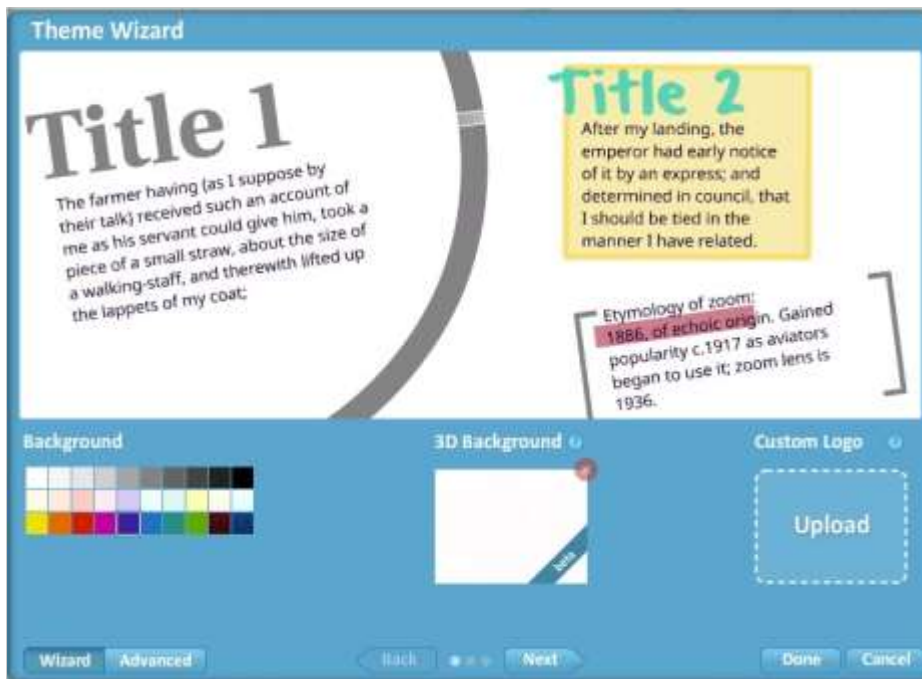 Theme Wizard
Title 1
The farmer having (as I suppose by
their talk) received such an account of
me as his servant could give him, took a
piece of a small straw, about the size of
a walking-staff, and therewith lifted up
the lappets of my coat;
Title 2
After my landing, the
emperor had early notice
of it by an express; and
determined in council, that
I should be tied in the
manner I have related.
Etymology of zoom:
1886, of echoic origin. Gained
popularity c.1917 as aviators
began to use it; zoom lens is
1936.
Background
3D Background ?
Custom Logo ?
beta
Upload
Wizard Advanced Back Next Done Cancel